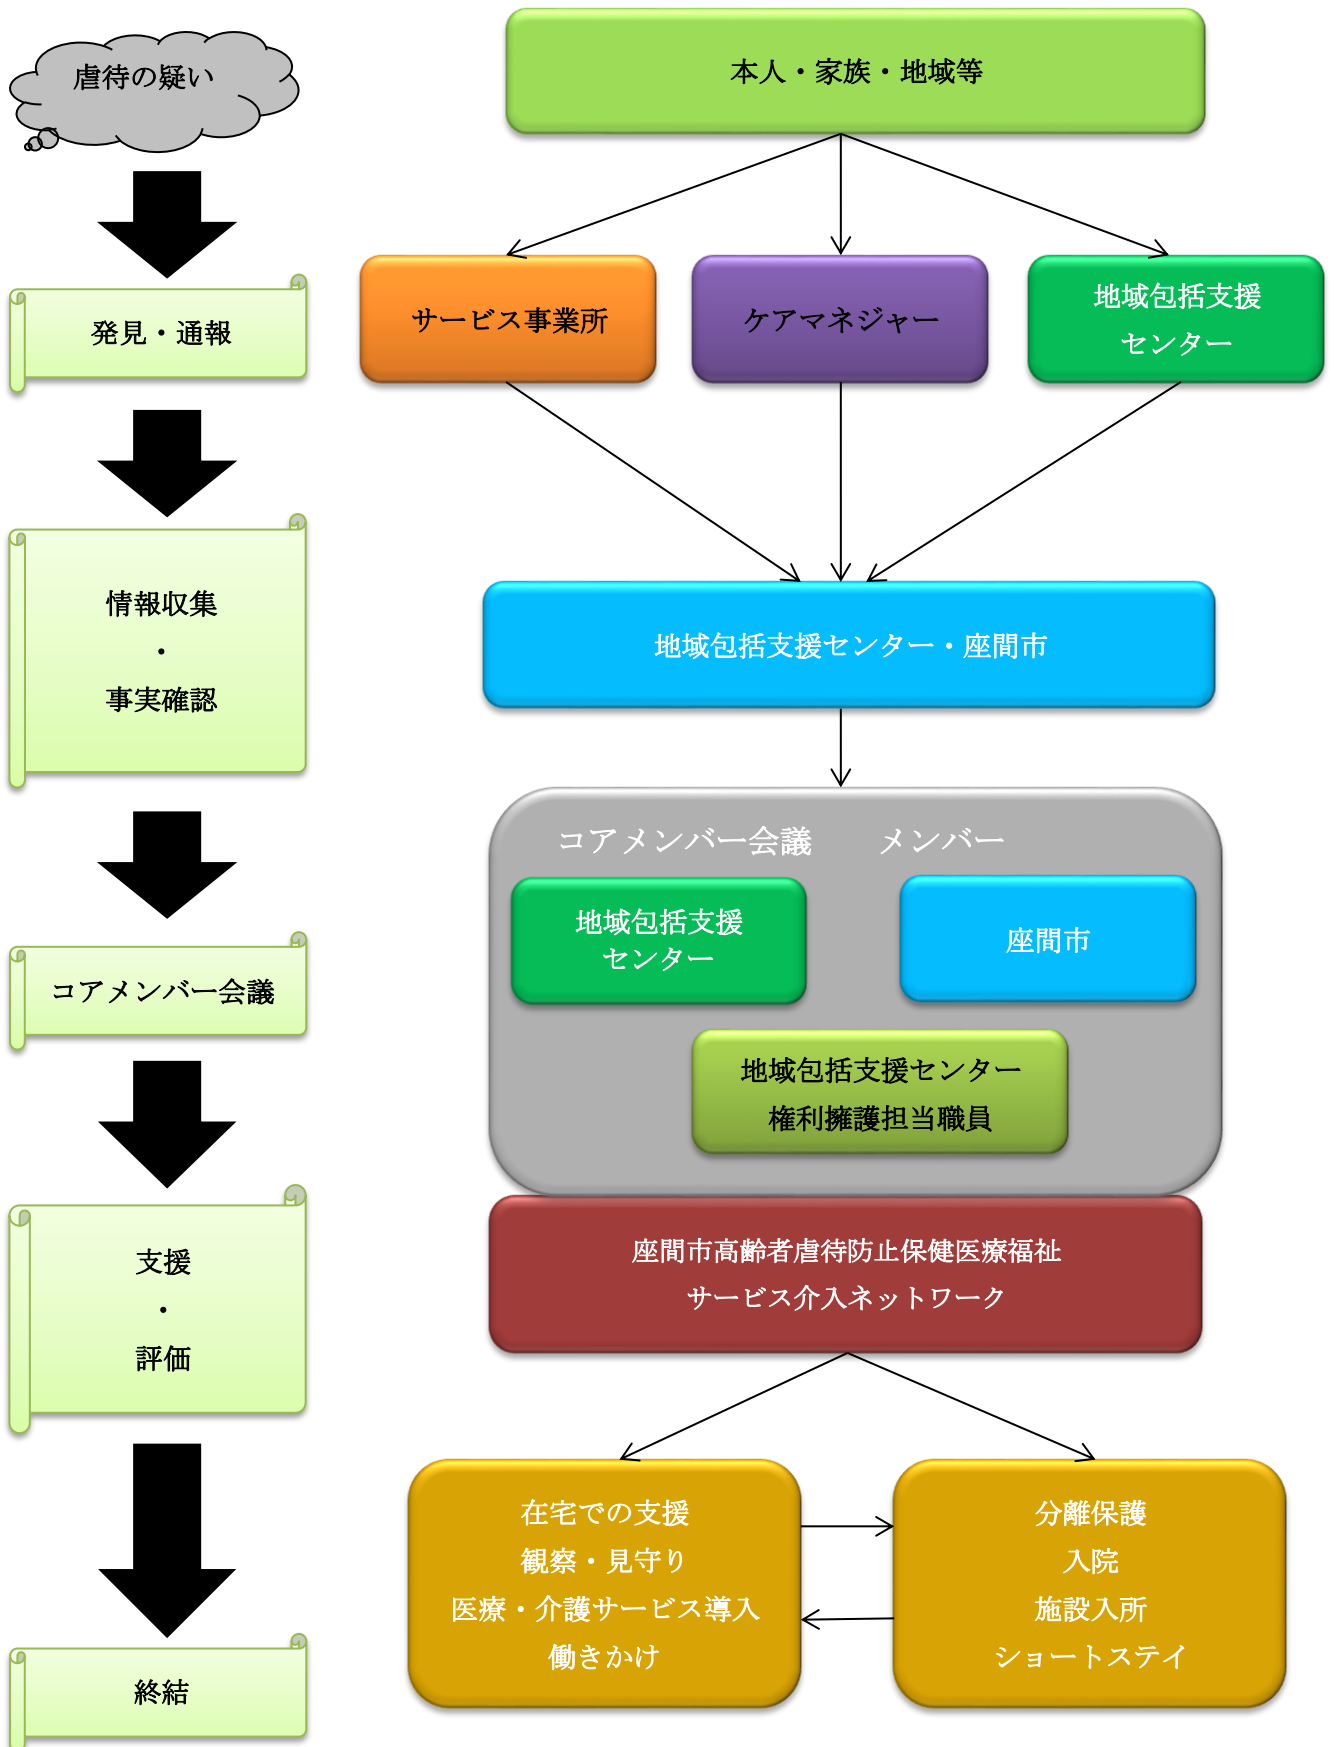 虐待の疑い
本人・家族・地域等
発見・通報
サービス事業所
ケアマネジャー
地域包括支援
センター
情報収集
・
事実確認
地域包括支援センター・座間市
コアメンバー会議
コアメンバー会議　　メンバー
地域包括支援
センター
座間市
地域包括支援センター
権利擁護担当職員
支援
・
評価
座間市高齢者虐待防止保健医療福祉
サービス介入ネットワーク
在宅での支援
観察・見守り
医療・介護サービス導入
働きかけ
分離保護
入院
施設入所
ショートステイ
終結